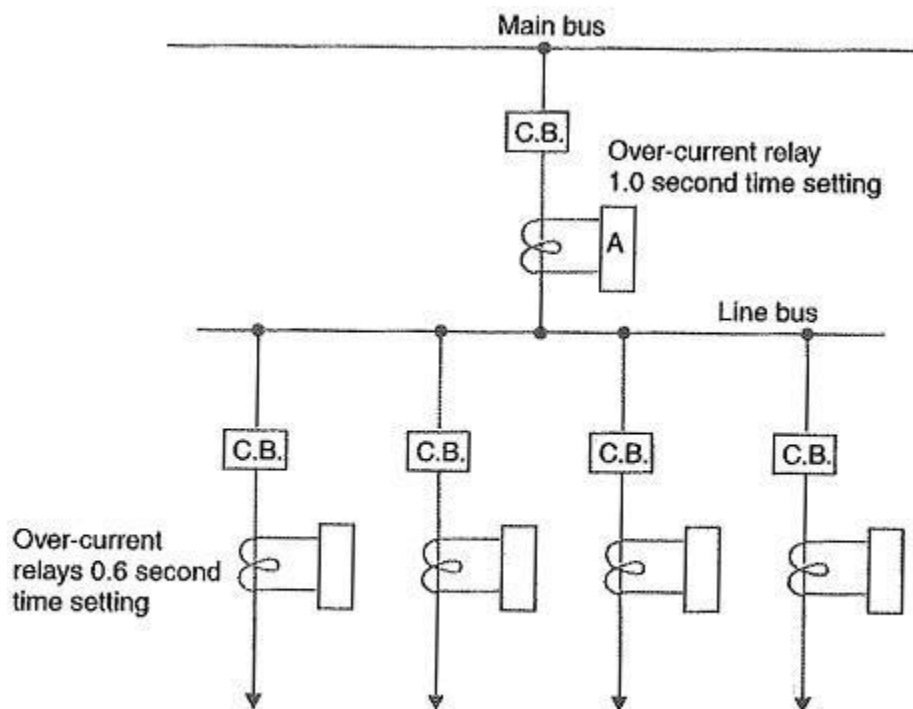 Main bus
C.B.
Over-current relay
1.0 second time setting
A
Line bus
C.B.
C.B.
C.B.
C.B.
Over-current
relays 0.6 second
time setting